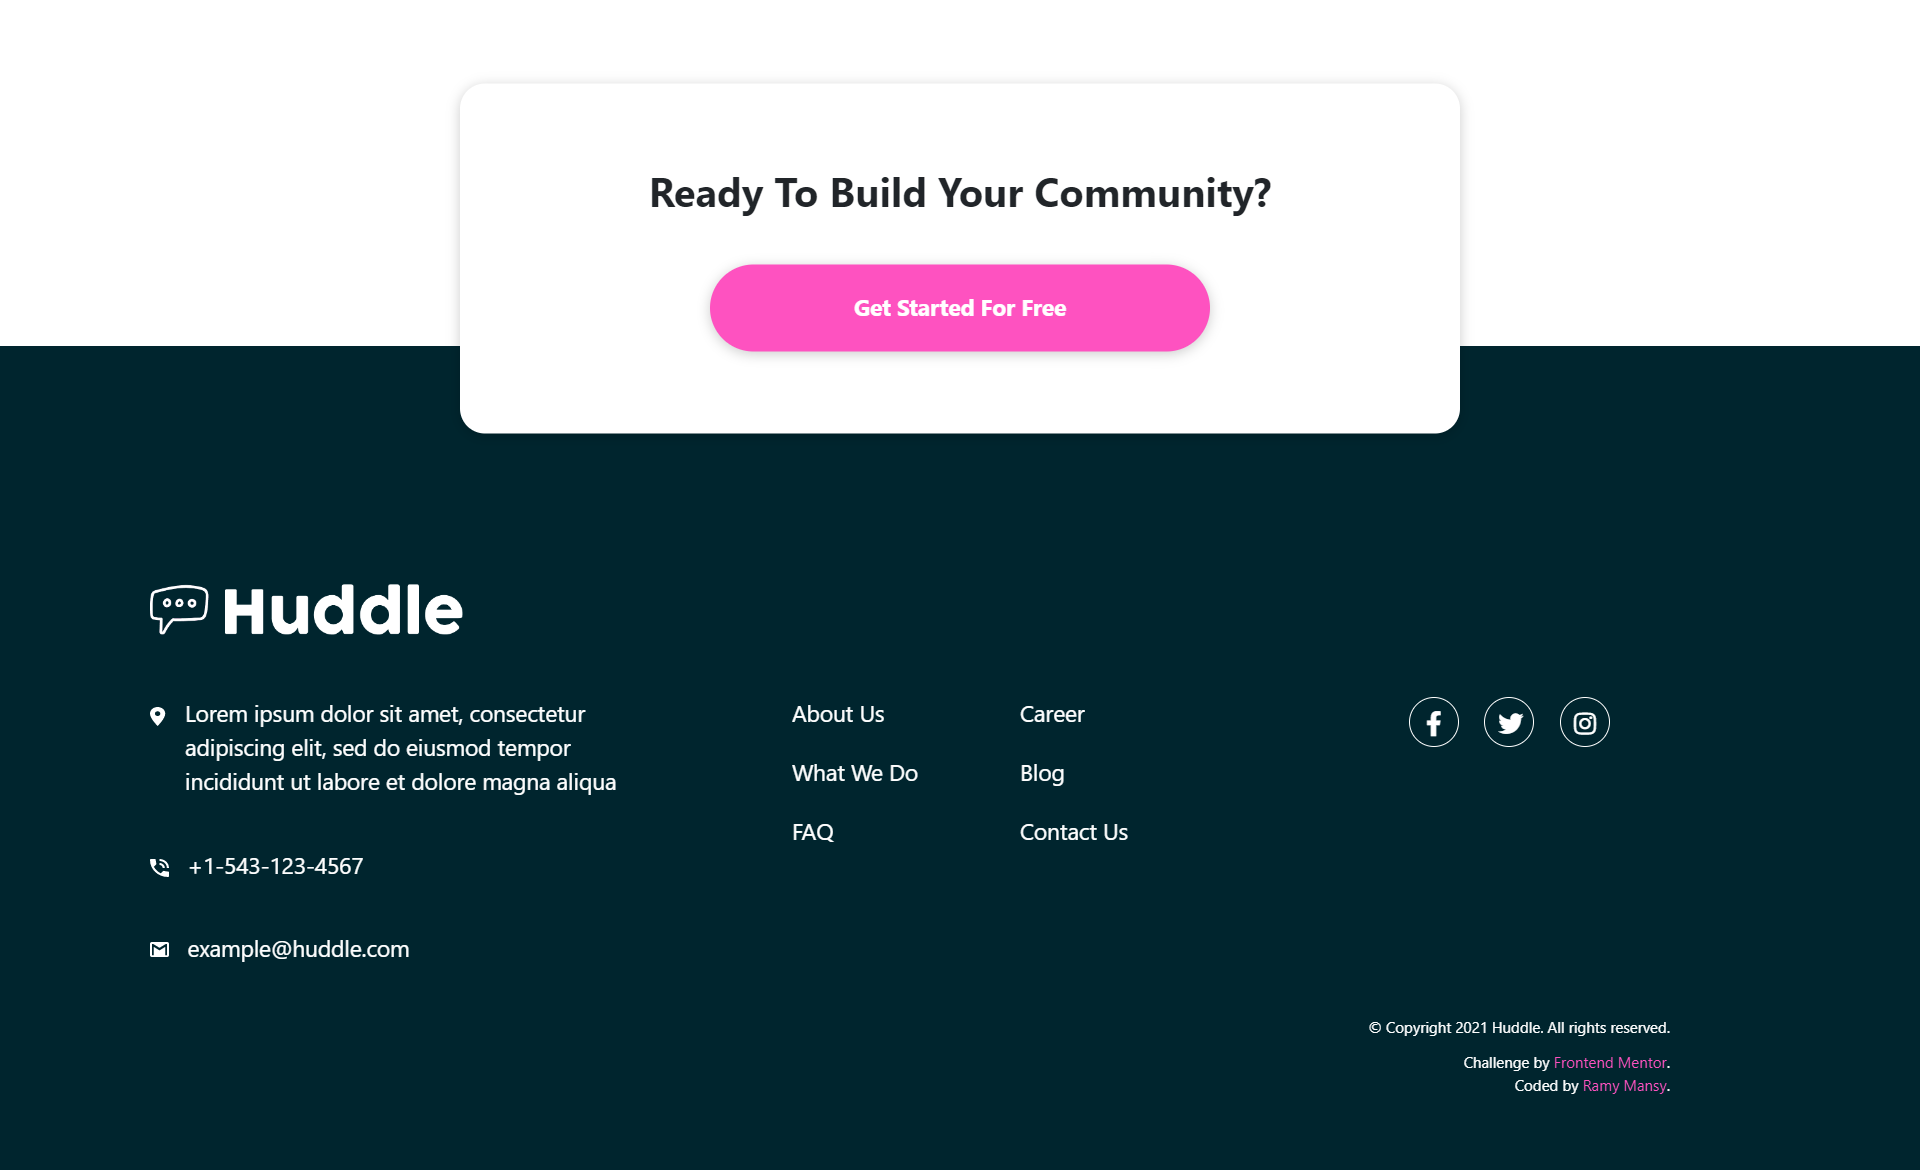 Ready To Build Your Community?
Get Started For Free
Huddle
Lorem ipsum dolor sit amet, consectetur
adipiscing elit, sed do eiusmod tempor
incididunt ut labore et dolore magna aliqua
+1-543-123-4567
example@huddle.com
About Us
What We Do
FAQ
Career
Blog
Contact Us
© Copyright 2021 Huddle. All rights reserved.
Challenge by Frontend Mentor.
Coded by Ramy Mansy.